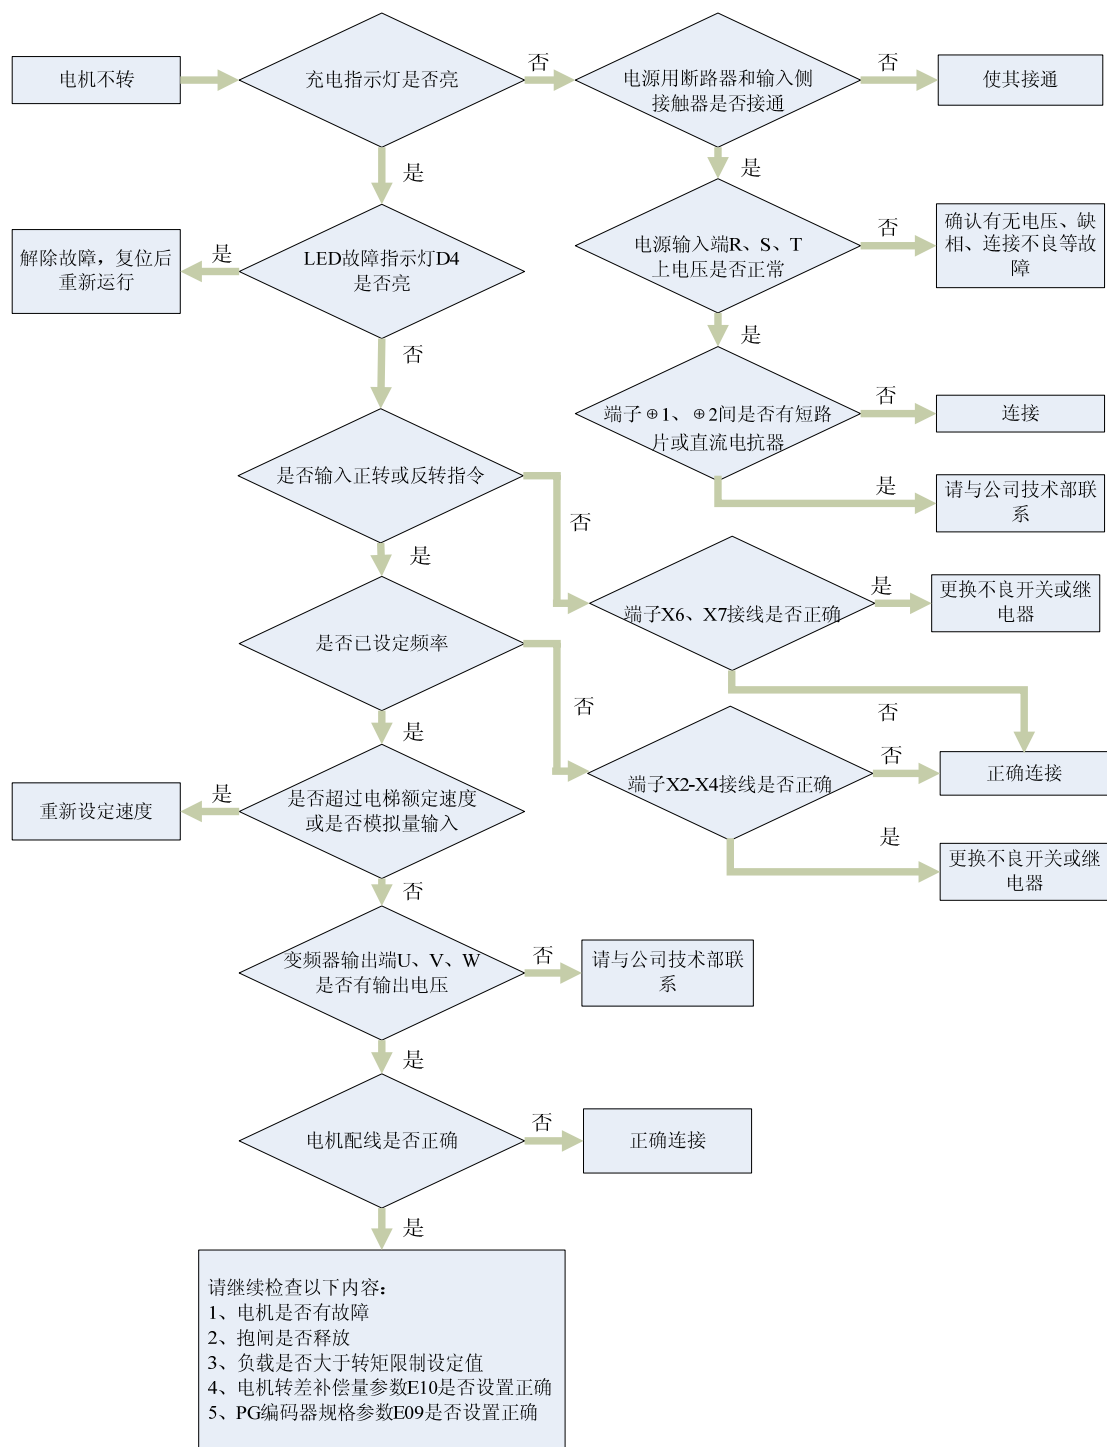 电机不转
充电指示灯是否亮
否
电源用断路器和输入侧
接触器是否接通
否
使其接通
是
是
解除故障，复位后
重新运行
是
LED故障指示灯D4
是否亮
电源输入端R、S、T
上电压是否正常
否
确认有无电压、缺
相、连接不良等故
障
否
是
端子⊕1、⊕2间是否有短路
片或直流电抗器
否
连接
是否输入正转或反转指令
是
请与公司技术部联
系
否
是
端子X6、X7接线是否正确
是
更换不良开关或继
电器
是否已设定频率
否
否
是
重新设定速度
是
是否超过电梯额定速度
或是否模拟量输入
端子X2-X4接线是否正确
否
正确连接
是
更换不良开关或继
电器
否
变频器输出端U、V、W
是否有输出电压
否
请与公司技术部联
系
是
电机配线是否正确
否
正确连接
是
请继续检查以下内容：
1、电机是否有故障
2、抱闸是否释放
3、负载是否大于转矩限制设定值
4、电机转差补偿量参数E10是否设置正确
5、PG编码器规格参数E09是否设置正确